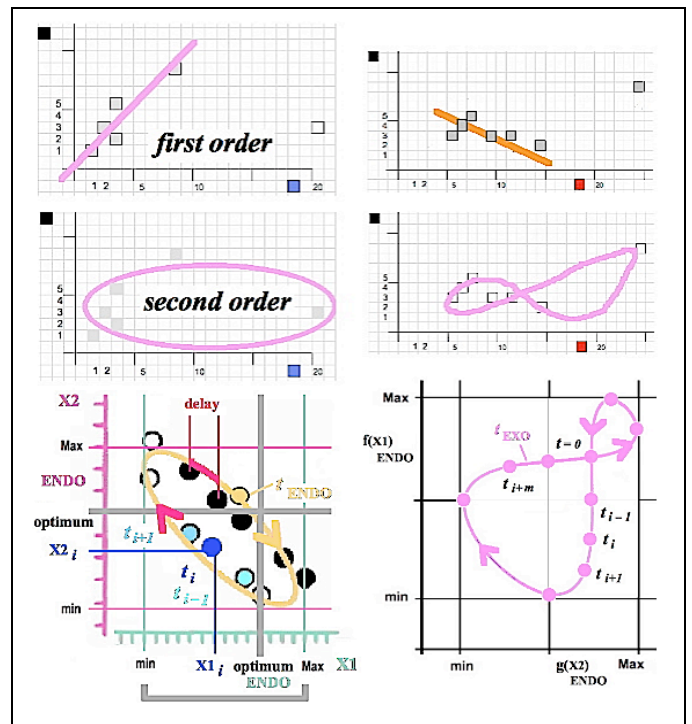 5
4
3
2
1
first order
1 2 5 10 20
5
4
3
2
1
1 2 5 10 20
5
4
3
2
1
second order
1 2 5 10 20
5
4
3
2
1
1 2 5 10 20
X2
delay
Max
ENDO
t ENDO
optimum
t i+1
X2 i
t i
t i−1
min
min X1 i optimum Max X1
ENDO
Max
f(X1)
ENDO
t EXO
t=0
t i+m
t i−1
t i
t i+1
min
min g(X2) Max
ENDO